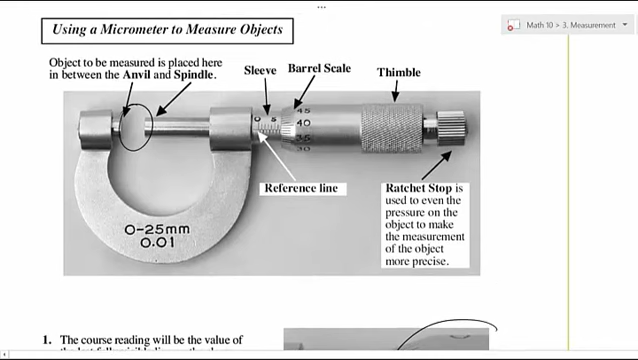 Using a Micrometer to Measure Objects
Math 10 > 3. Measurement
Object to be measured is placed here
in between the Anvil and Spindle.
Sleeve
Barrel Scale
Thimble
0 5
45
40
35
30
Reference line
0-25mm
0.01
Ratchet Stop is
used to even the
pressure on the
object to make
the measurement
of the object
more precise.
1. The course reading will be the value of